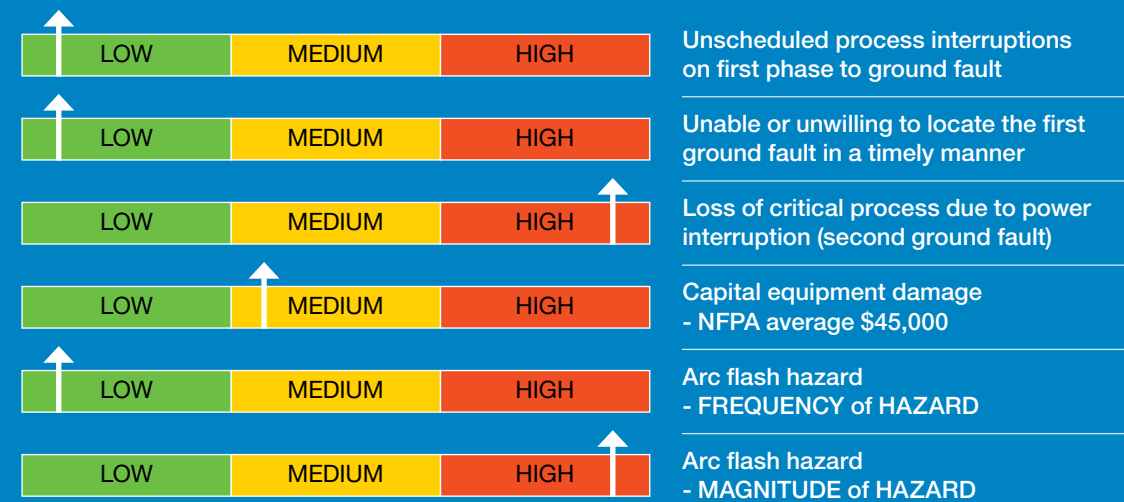 LOW MEDIUM HIGH
Unscheduled process interruptions
on first phase to ground fault
LOW MEDIUM HIGH
Unable or unwilling to locate the first
ground fault in a timely manner
LOW MEDIUM HIGH
Loss of critical process due to power
interruption (second ground fault)
LOW MEDIUM HIGH
Capital equipment damage
- NFPA average $45,000
LOW MEDIUM HIGH
Arc flash hazard
- FREQUENCY of HAZARD
LOW MEDIUM HIGH
Arc flash hazard
- MAGNITUDE of HAZARD